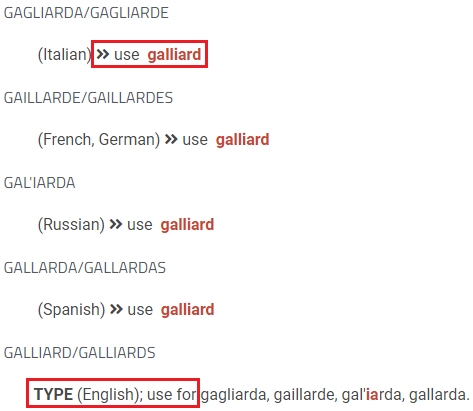 GAGLIARDA/GAGLIARDE
(Italian) » use galliard
GAILLARDE/GAILLARDES
(French, German) » use galliard
GAL'IARDA
(Russian) » use galliard
GALLARDA/GALLARDAS
(Spanish) » use galliard
GALLIARD/GALLIARDS
TYPE (English); use for gagliarda, gaillarde, gal'iarda, gallarda.